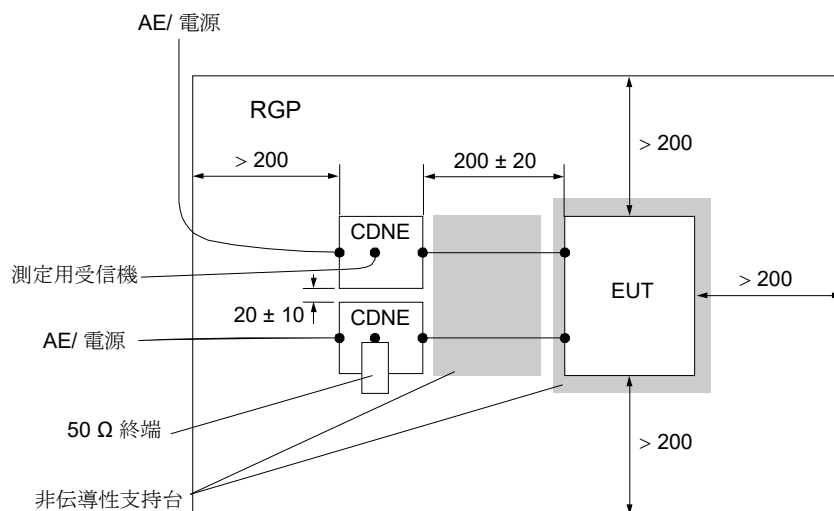 AE/ 電源
RGP
> 200
> 200
200 ± 20
CDNE
測定用受信機
EUT
> 200
20 ± 10
CDNE
AE/ 電源
50 Ω 終端
> 200
非伝導性支持台